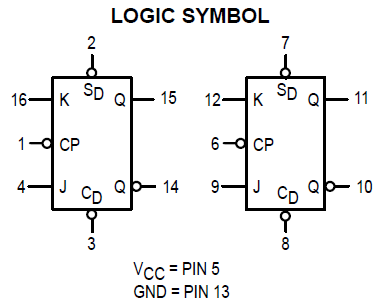 LOGIC SYMBOL
2 7
SD SD
16 K Q 15 12 K Q 11
1 CP 6 CP
4 J Q 14 9 J Q 10
CD CD
3 8
VCC = PIN 5
GND = PIN 13